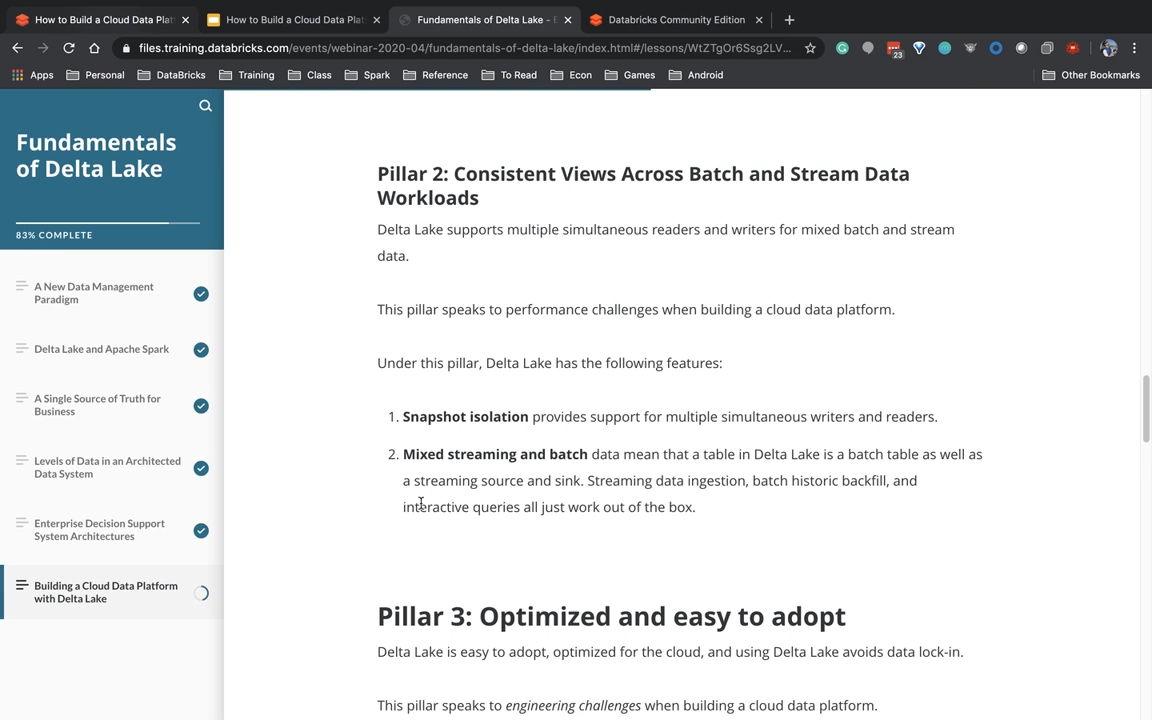 How to Build a Cloud Data Plat
How to Build a Cloud Data Plat
Fundamentals of Delta Lake - E
Databricks Community Edition
files.training.databricks.com/events/webinar-2020-04/fundamentals-of-delta-lake/index.html#/lessons/WtZTgOr6Ssg2LV...
23
Apps
Personal
DataBricks
Training
Class
Spark
Reference
To Read
Econ
Games
Android
Other Bookmarks
Fundamentals
of Delta Lake
83% COMPLETE
A New Data Management
Paradigm
Delta Lake and Apache Spark
A Single Source of Truth for
Business
Levels of Data in an Architected
Data System
Enterprise Decision Support
System Architectures
Building a Cloud Data Platform
with Delta Lake
Pillar 2: Consistent Views Across Batch and Stream Data
Workloads
Delta Lake supports multiple simultaneous readers and writers for mixed batch and stream
data.
This pillar speaks to performance challenges when building a cloud data platform.
Under this pillar, Delta Lake has the following features:
1. Snapshot isolation provides support for multiple simultaneous writers and readers.
2. Mixed streaming and batch data mean that a table in Delta Lake is a batch table as well as
a streaming source and sink. Streaming data ingestion, batch historic backfill, and
interactive queries all just work out of the box.
Pillar 3: Optimized and easy to adopt
Delta Lake is easy to adopt, optimized for the cloud, and using Delta Lake avoids data lock-in.
This pillar speaks to engineering challenges when building a cloud data platform.